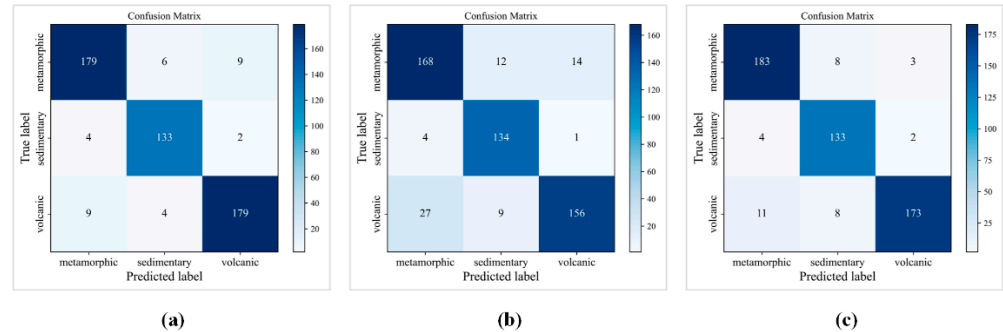 Confusion Matrix
metamorphic 179 6 9
sedimentary 4 133 2
volcanic 9 4 179
True label
metamorphic sedimentary volcanic
Predicted label
160
140
120
100
80
60
40
20
(a)
Confusion Matrix
metamorphic 168 12 14
sedimentary 4 134 1
volcanic 27 9 156
True label
metamorphic sedimentary volcanic
Predicted label
160
140
120
100
80
60
40
20
(b)
Confusion Matrix
metamorphic 183 8 3
sedimentary 4 133 2
volcanic 11 8 173
True label
metamorphic sedimentary volcanic
Predicted label
175
150
125
100
75
50
25
(c)